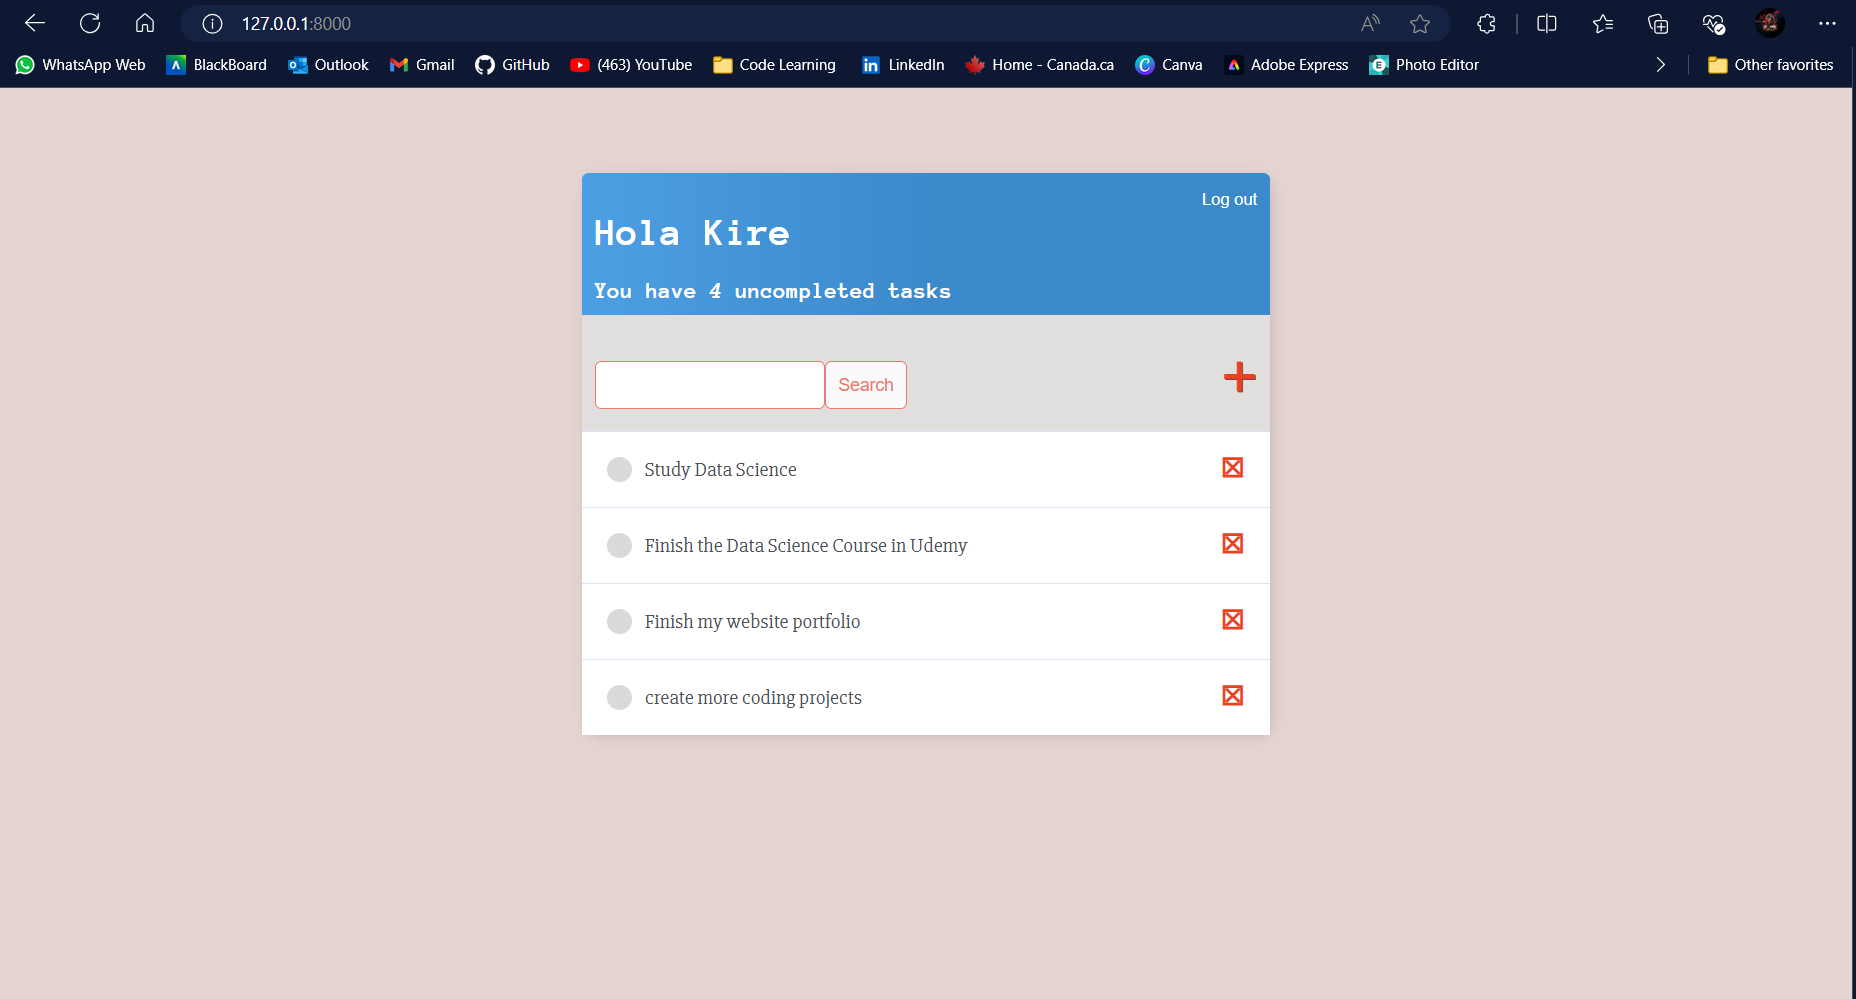 127.0.0.1:8000
WhatsApp Web BlackBoard Outlook Gmail GitHub (463) YouTube Code Learning LinkedIn Home - Canada.ca Canva Adobe Express Photo Editor Other favorites
Log out
Hola Kire
You have 4 uncompleted tasks
Search
Study Data Science
Finish the Data Science Course in Udemy
Finish my website portfolio
create more coding projects